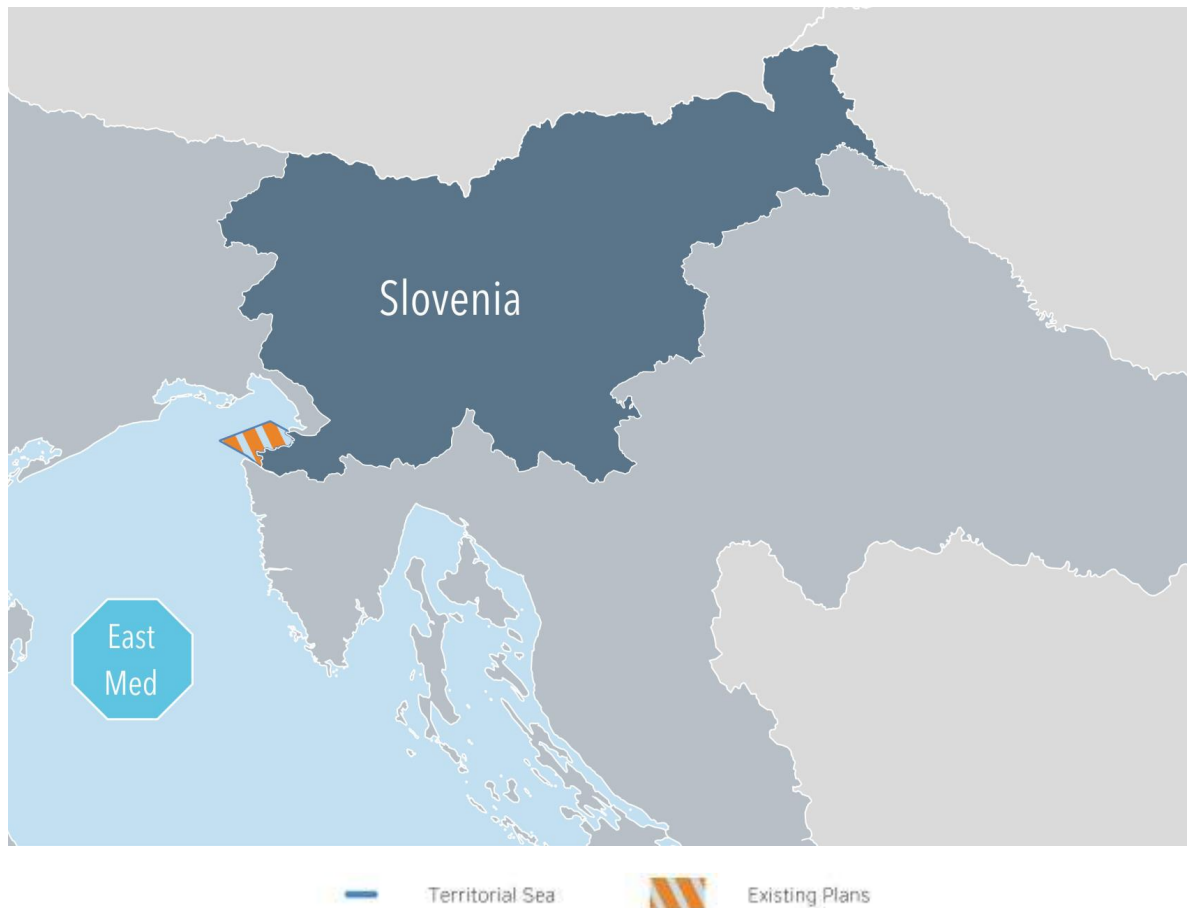 Slovenia
East
Med
Territorial Sea
Existing Plans